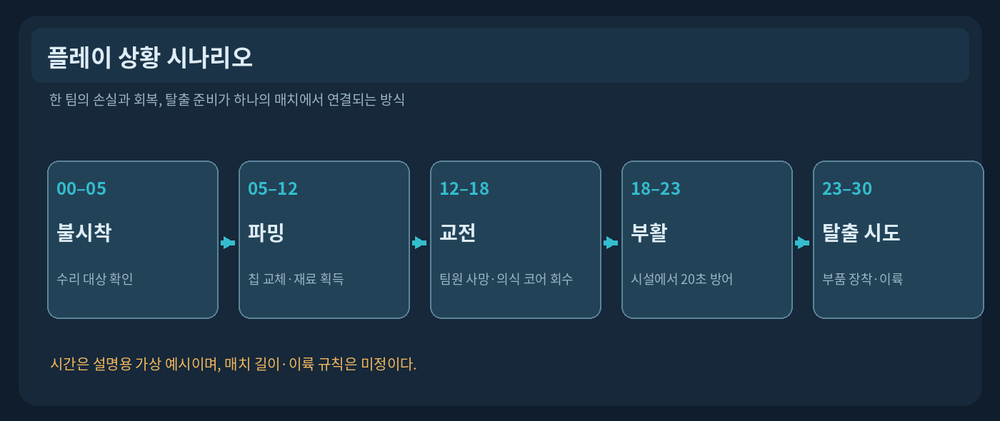 플레이 상황 시나리오
한 팀의 손실과 회복, 탈출 준비가 하나의 매치에서 연결되는 방식
00–05
불시착
수리 대상 확인
05–12
파밍
칩 교체·재료 획득
12–18
교전
팀원 사망·의식 코어 회수
18–23
부활
시설에서 20초 방어
23–30
탈출 시도
부품 장착·이륙
시간은 설명용 가상 예시이며, 매치 길이·이륙 규칙은 미정이다.